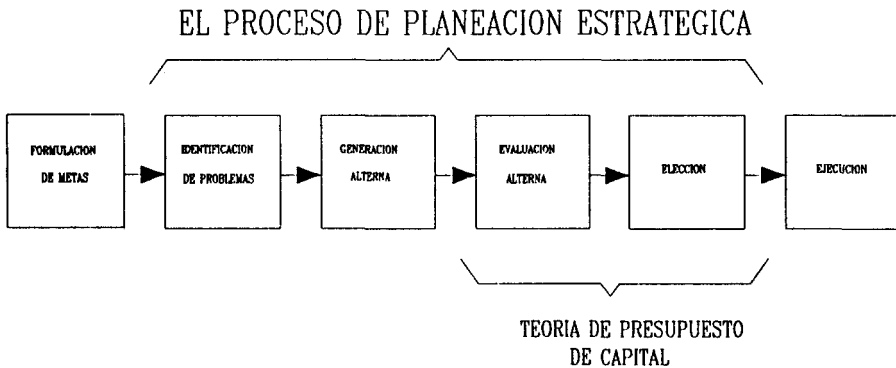 EL PROCESO DE PLANEACION ESTRATEGICA
FORMULACION
DE METAS
IDENTIFICACION
DE PROBLEMAS
GENERACION
ALTERNA
EVALUACION
ALTERNA
ELECCION
EJECUCION
TEORIA DE PRESUPUESTO
DE CAPITAL